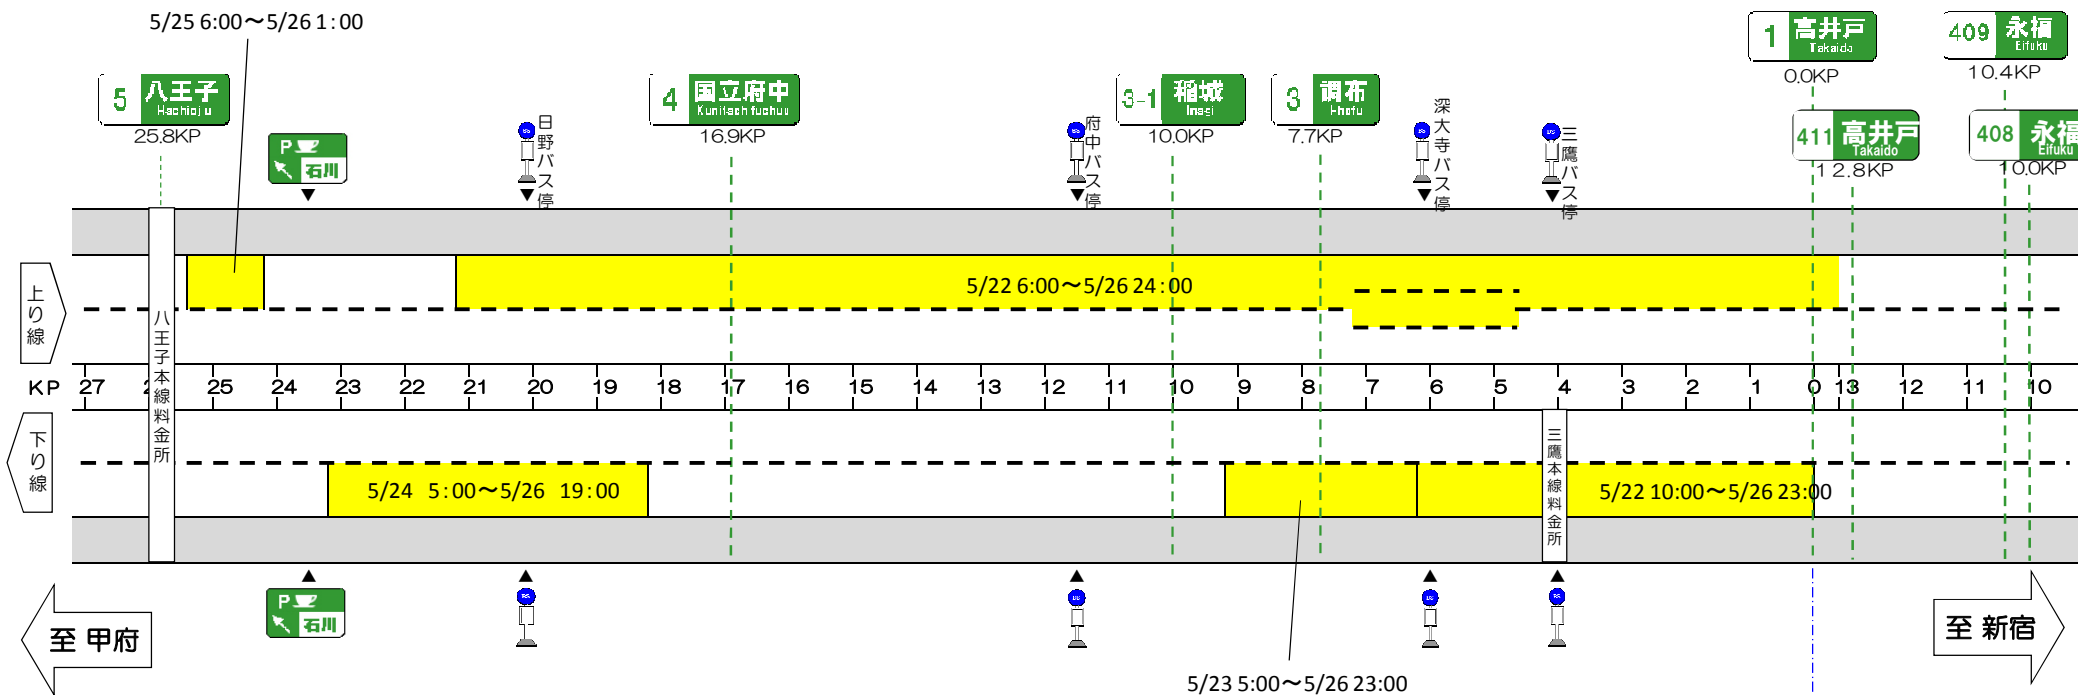 5/25 6:00～5/26 1:00
1 高井戸
Takaido
0.0KP
409 永福
Eifuku
10.4KP
5 八王子
Hachioju
25.8KP
4 国立府中
16.9KP
3-1 稲城
Inagi
10.0KP
3 調布
7.7KP
411 高井戸
Takaido
12.8KP
408 永福
Eifuku
10.0KP
P
石川
BS
日野バス停
BS
府中バス停
BS
深大寺バス停
BS
三鷹バス停
上り線
5/22 6:00～5/26 24:00
八王子本線料金所
KP 27 25 24 23 22 21 20 19 18 17 16 15 14 13 12 11 10 9 8 7 6 5 4 3 2 1 0 13 12 11 10
下り線
5/24 5:00～5/26 19:00
三鷹本線料金所
5/22 10:00～5/26 23:00
P
石川
BS
BS
BS
BS
至 甲府
至 新宿
5/23 5:00～5/26 23:00